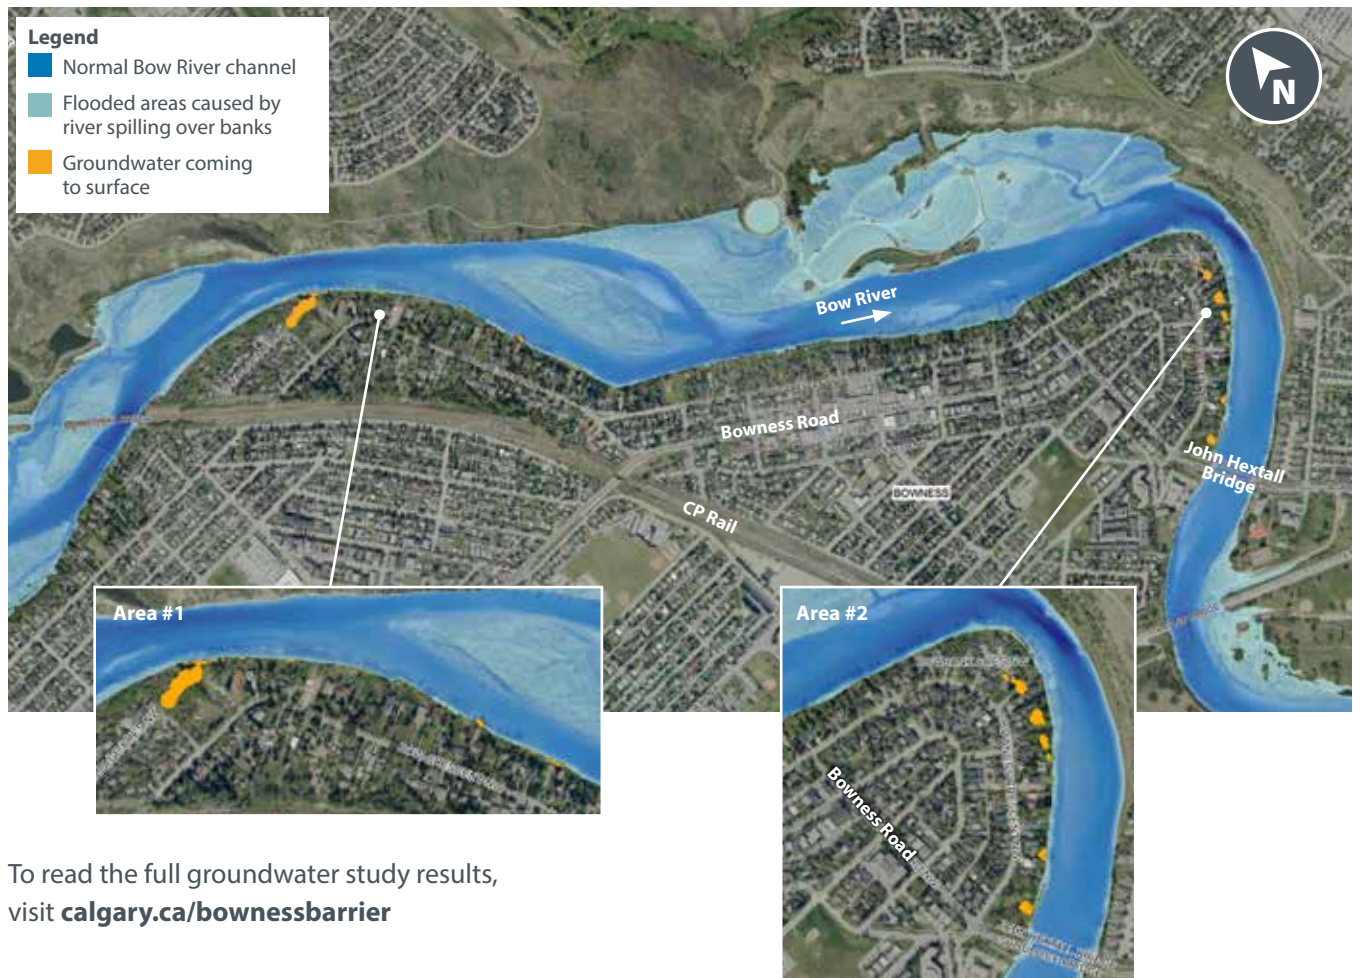 Legend
Normal Bow River channel
Flooded areas caused by
river spilling over banks
Groundwater coming
to surface
N
Bow River
Bowness Road
John Hextall
Bridge
BOWNESS
CP Rail
Area #1
Area #2
Bowness Road
To read the full groundwater study results,
visit calgary.ca/bownessbarrier